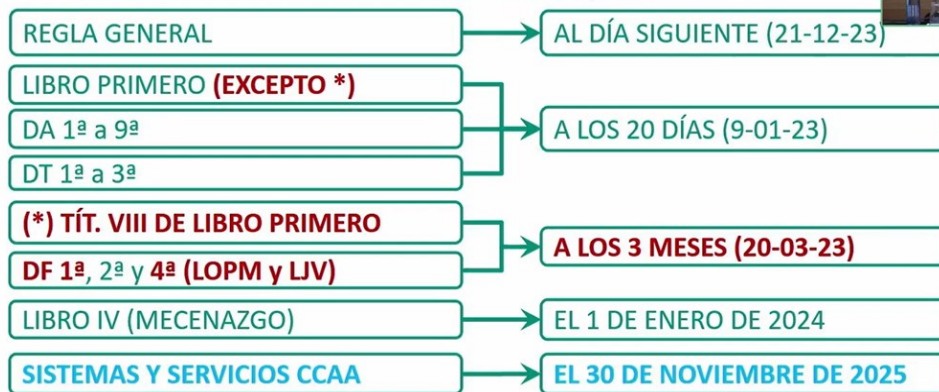 REGLA GENERAL
AL DÍA SIGUIENTE (21-12-23)
LIBRO PRIMERO (EXCEPTO *)
DA 1ª a 9ª
DT 1ª a 3ª
A LOS 20 DÍAS (9-01-23)
(*) TÍT. VIII DE LIBRO PRIMERO
DF 1ª, 2ª y 4ª (LOPM y LJV)
A LOS 3 MESES (20-03-23)
LIBRO IV (MECENAZGO)
EL 1 DE ENERO DE 2024
SISTEMAS Y SERVICIOS CCAA
EL 30 DE NOVIEMBRE DE 2025